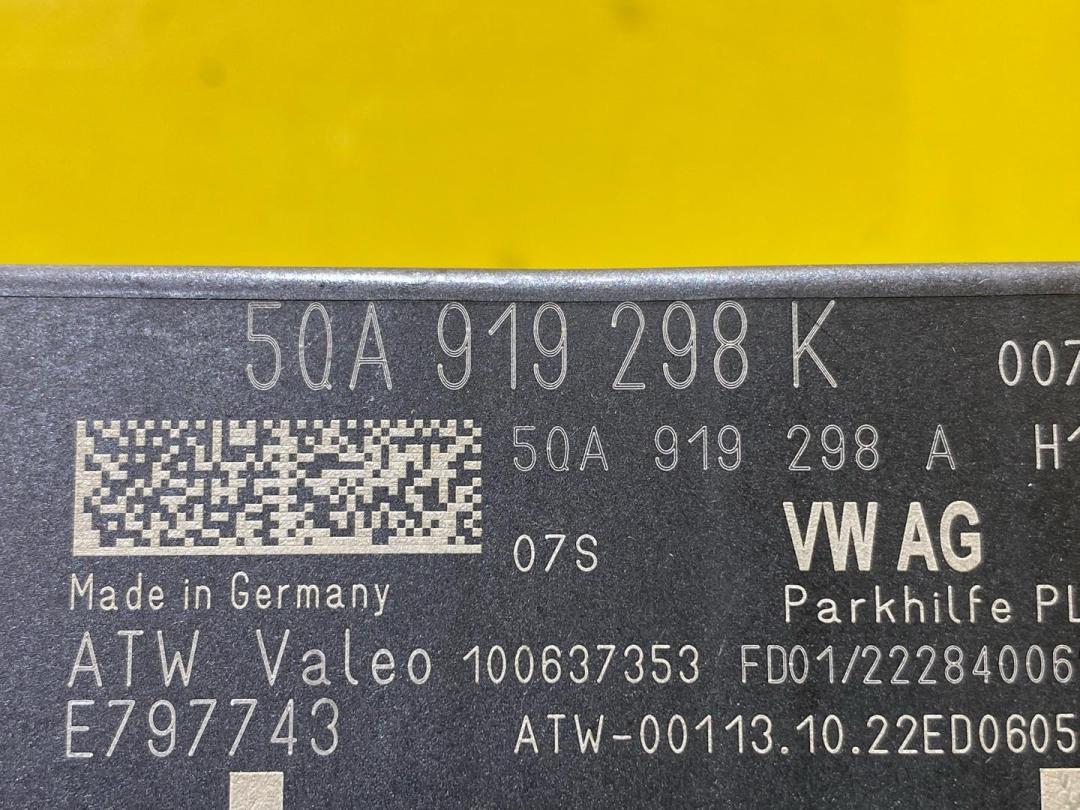 5QA 919 298 K 007
5QA 919 298 A H1
07S VW AG
Made in Germany Parkhilfe PL
ATW Valeo 100637353 FD01/22284006
E797743 ATW-00113.10.22ED0605